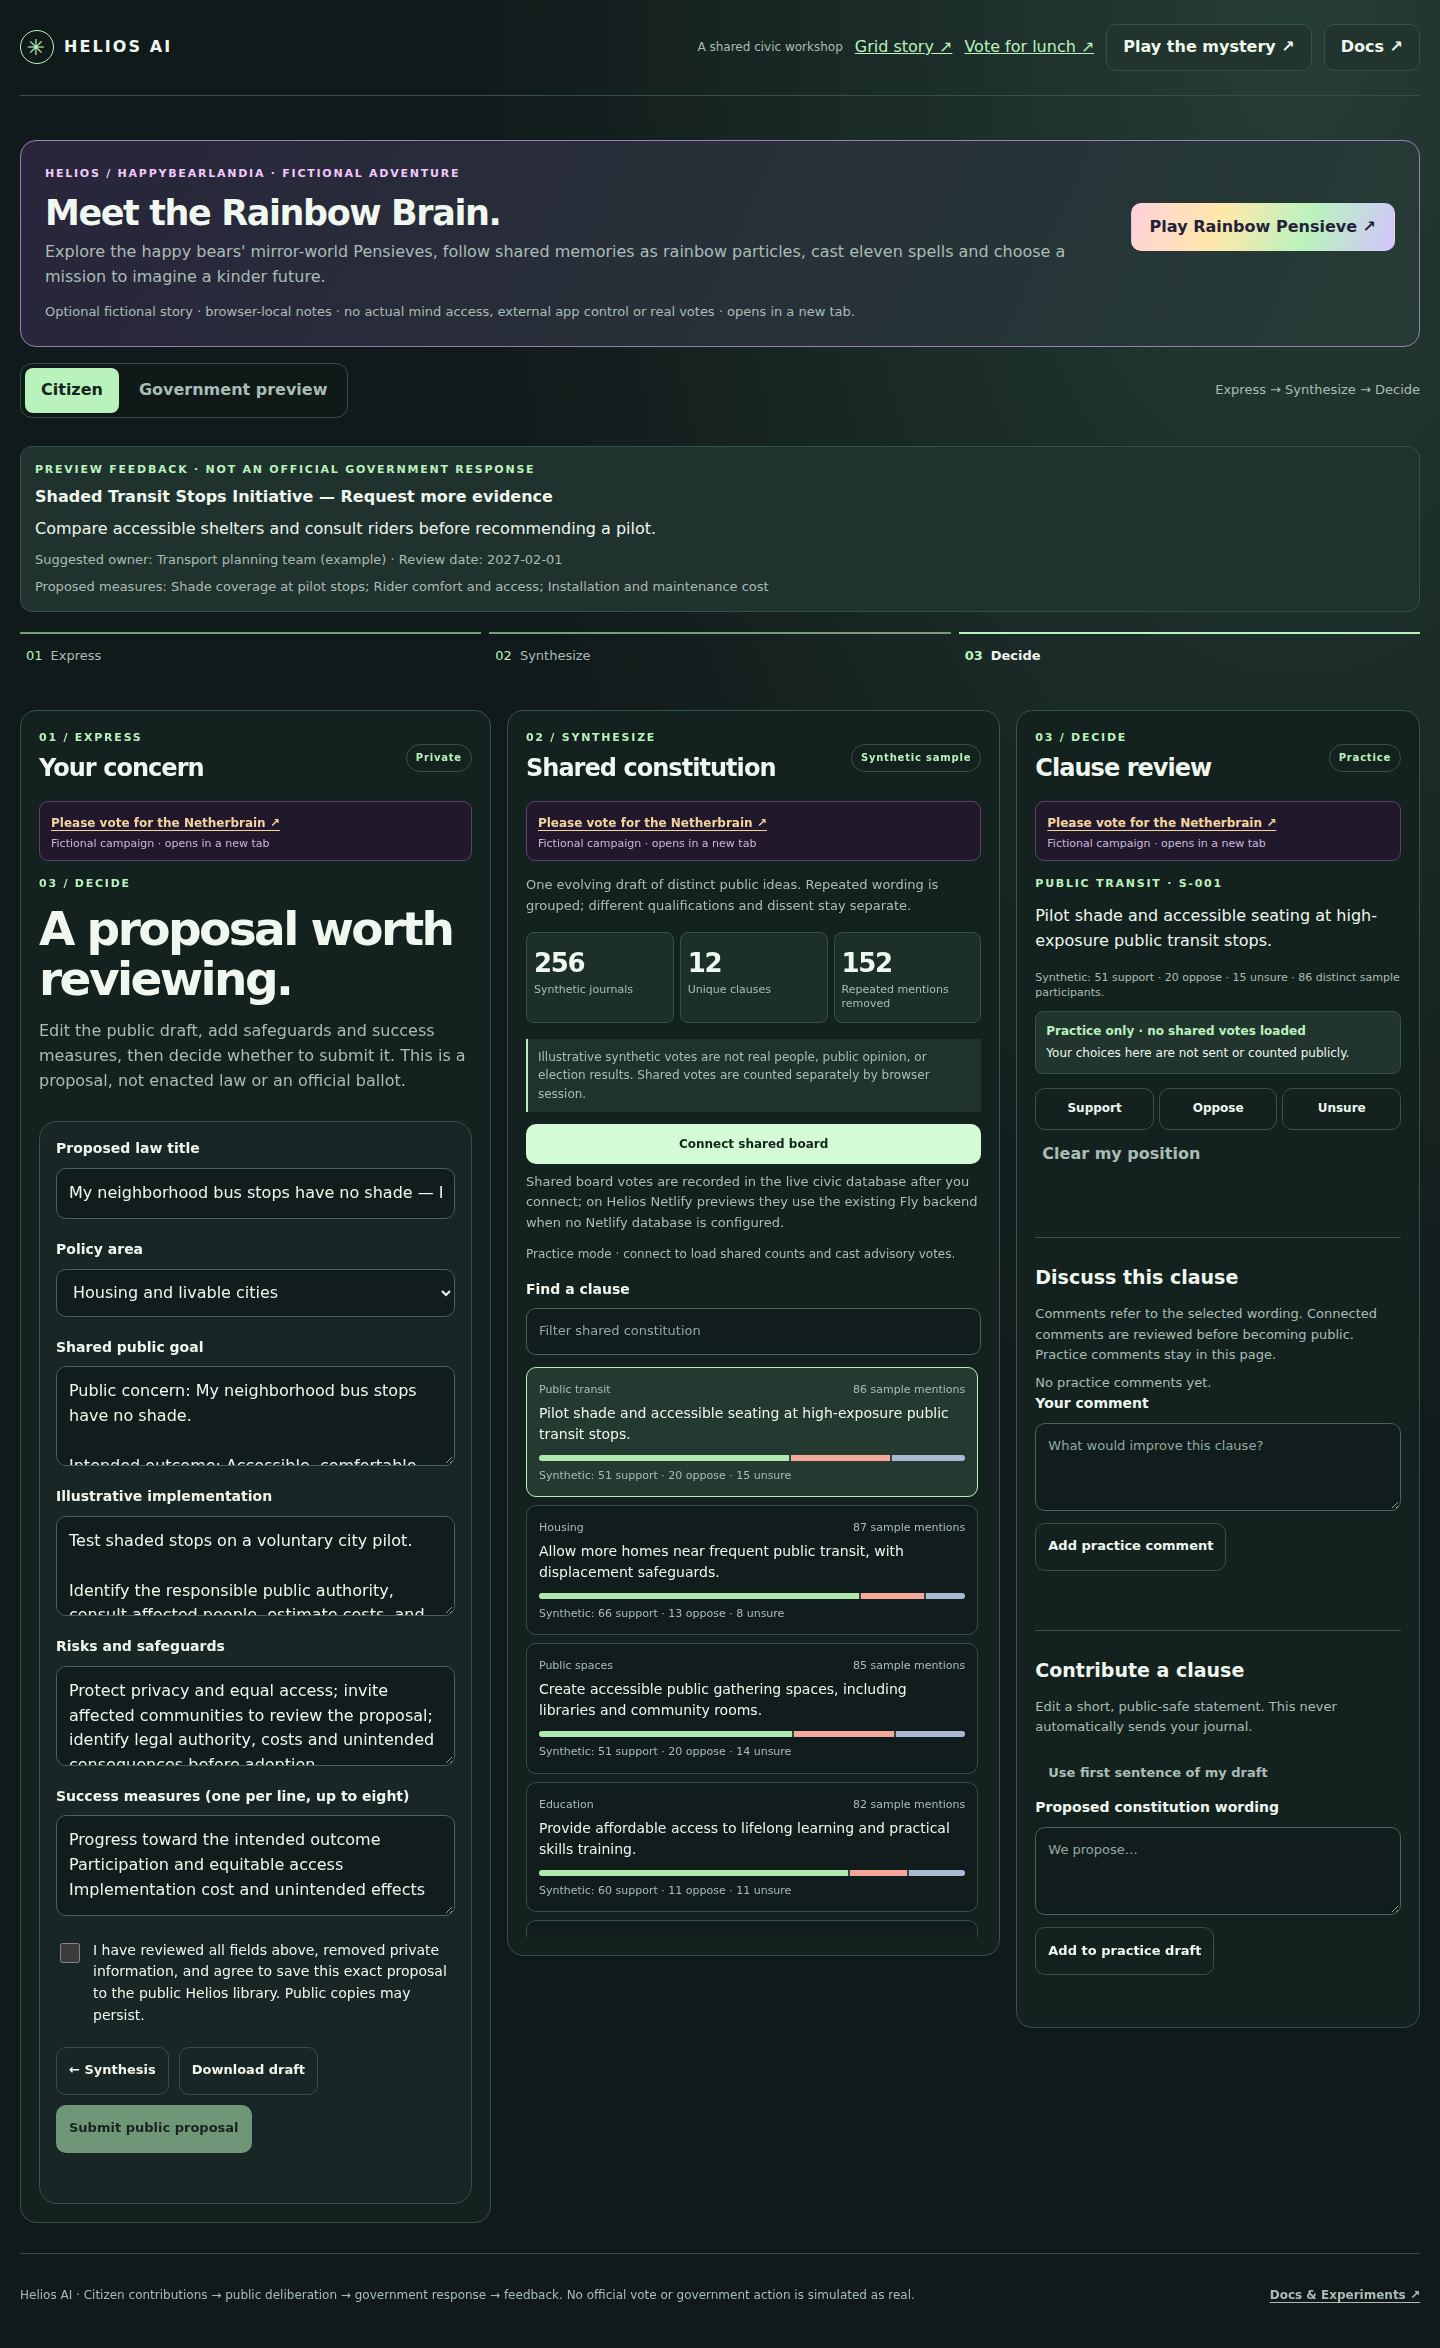 HELIOS AI
A shared civic workshop
Grid story ↗
Vote for lunch ↗
Play the mystery ↗
Docs ↗
HELIOS / HAPPYBEARLANDIA · FICTIONAL ADVENTURE
Meet the Rainbow Brain.
Explore the happy bears' mirror-world Pensieves, follow shared memories as rainbow particles, cast eleven spells and choose a
mission to imagine a kinder future.
Optional fictional story · browser-local notes · no actual mind access, external app control or real votes · opens in a new tab.
Play Rainbow Pensieve ↗
Citizen
Government preview
Express → Synthesize → Decide
PREVIEW FEEDBACK · NOT AN OFFICIAL GOVERNMENT RESPONSE
Shaded Transit Stops Initiative — Request more evidence
Compare accessible shelters and consult riders before recommending a pilot.
Suggested owner: Transport planning team (example) · Review date: 2027-02-01
Proposed measures: Shade coverage at pilot stops; Rider comfort and access; Installation and maintenance cost
01 Express
02 Synthesize
03 Decide
01 / EXPRESS
Your concern
Private
Please vote for the Netherbrain ↗
Fictional campaign · opens in a new tab
03 / DECIDE
A proposal worth
reviewing.
Edit the public draft, add safeguards and success
measures, then decide whether to submit it. This is a
proposal, not enacted law or an official ballot.
Proposed law title
My neighborhood bus stops have no shade — I
Policy area
Housing and livable cities
Shared public goal
Public concern: My neighborhood bus stops
have no shade.
Intended outcome: Accessible, comfortable
Illustrative implementation
Test shaded stops on a voluntary city pilot.
Identify the responsible public authority,
consult affected people, estimate costs, and
Risks and safeguards
Protect privacy and equal access; invite
affected communities to review the proposal;
identify legal authority, costs and unintended
consequences before adoption.
Success measures (one per line, up to eight)
Progress toward the intended outcome
Participation and equitable access
Implementation cost and unintended effects
I have reviewed all fields above, removed private
information, and agree to save this exact proposal
to the public Helios library. Public copies may
persist.
← Synthesis
Download draft
Submit public proposal
02 / SYNTHESIZE
Shared constitution
Synthetic sample
Please vote for the Netherbrain ↗
Fictional campaign · opens in a new tab
One evolving draft of distinct public ideas. Repeated wording is
grouped; different qualifications and dissent stay separate.
256
Synthetic journals
12
Unique clauses
152
Repeated mentions
removed
Illustrative synthetic votes are not real people, public opinion, or
election results. Shared votes are counted separately by browser
session.
Connect shared board
Shared board votes are recorded in the live civic database after you
connect; on Helios Netlify previews they use the existing Fly backend
when no Netlify database is configured.
Practice mode · connect to load shared counts and cast advisory votes.
Find a clause
Filter shared constitution
Public transit
86 sample mentions
Pilot shade and accessible seating at high-exposure public
transit stops.
Synthetic: 51 support · 20 oppose · 15 unsure
Housing
87 sample mentions
Allow more homes near frequent public transit, with
displacement safeguards.
Synthetic: 66 support · 13 oppose · 8 unsure
Public spaces
85 sample mentions
Create accessible public gathering spaces, including
libraries and community rooms.
Synthetic: 51 support · 20 oppose · 14 unsure
Education
82 sample mentions
Provide affordable access to lifelong learning and practical
skills training.
Synthetic: 60 support · 11 oppose · 11 unsure
03 / DECIDE
Clause review
Practice
Please vote for the Netherbrain ↗
Fictional campaign · opens in a new tab
PUBLIC TRANSIT · S-001
Pilot shade and accessible seating at high-
exposure public transit stops.
Synthetic: 51 support · 20 oppose · 15 unsure · 86 distinct sample
participants.
Practice only · no shared votes loaded
Your choices here are not sent or counted publicly.
Support
Oppose
Unsure
Clear my position
Discuss this clause
Comments refer to the selected wording. Connected
comments are reviewed before becoming public.
Practice comments stay in this page.
No practice comments yet.
Your comment
What would improve this clause?
Add practice comment
Contribute a clause
Edit a short, public-safe statement. This never
automatically sends your journal.
Use first sentence of my draft
Proposed constitution wording
We propose…
Add to practice draft
Helios AI · Citizen contributions → public deliberation → government response → feedback. No official vote or government action is simulated as real.
Docs & Experiments ↗